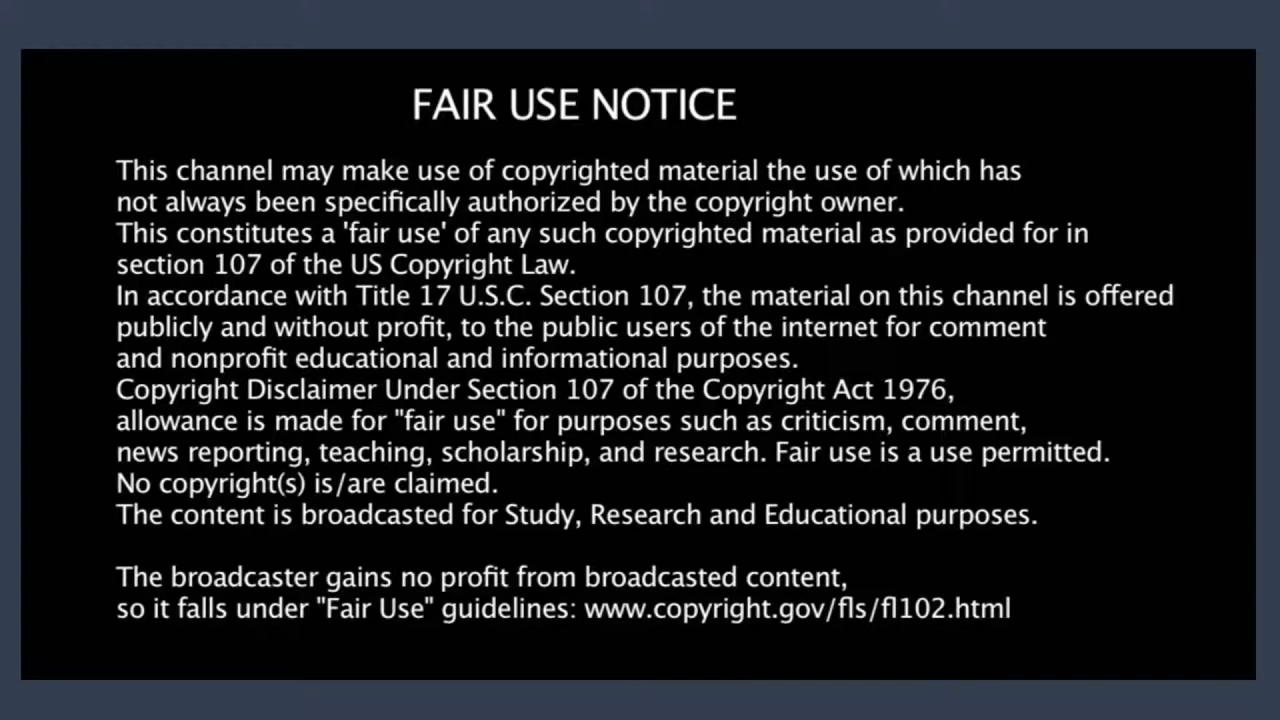 FAIR USE NOTICE
This channel may make use of copyrighted material the use of which has
not always been specifically authorized by the copyright owner.
This constitutes a 'fair use' of any such copyrighted material as provided for in
section 107 of the US Copyright Law.
In accordance with Title 17 U.S.C. Section 107, the material on this channel is offered
publicly and without profit, to the public users of the internet for comment
and nonprofit educational and informational purposes.
Copyright Disclaimer Under Section 107 of the Copyright Act 1976,
allowance is made for "fair use" for purposes such as criticism, comment,
news reporting, teaching, scholarship, and research. Fair use is a use permitted.
No copyright(s) is/are claimed.
The content is broadcasted for Study, Research and Educational purposes.
The broadcaster gains no profit from broadcasted content,
so it falls under "Fair Use" guidelines: www.copyright.gov/fls/fl102.html